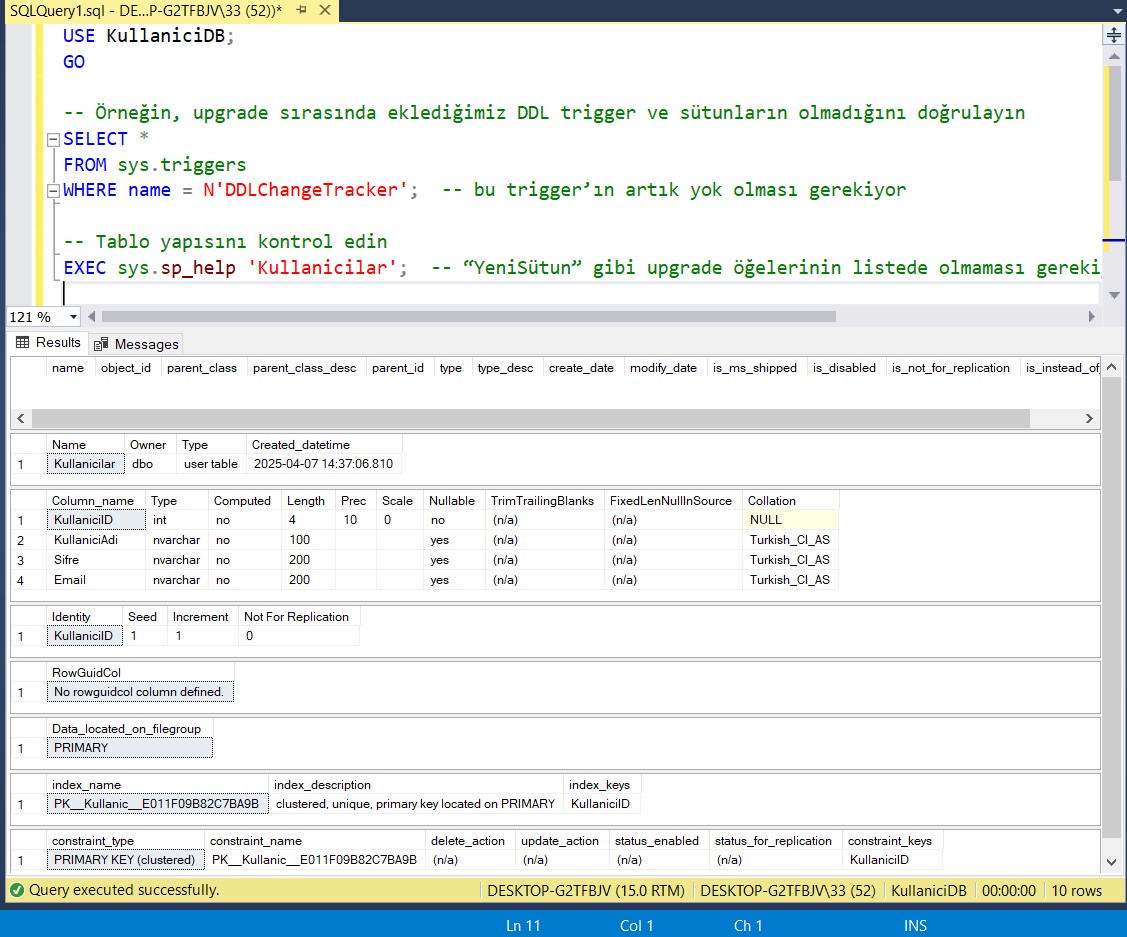 SQLQuery1.sql - DE...P-G2TFBJV\33 (52))*
USE KullaniciDB;
GO
-- Örneğin, upgrade sırasında eklediğimiz DDL trigger ve sütunların olmadığını doğrulayın
SELECT *
FROM sys.triggers
WHERE name = N'DDLChangeTracker'; -- bu trigger’ın artık yok olması gerekiyor
-- Tablo yapısını kontrol edin
EXEC sys.sp_help 'Kullanicilar'; -- “YeniSütun” gibi upgrade öğelerinin listede olmaması gereki
121 %
Results Messages
name object_id parent_class parent_class_desc parent_id type type_desc create_date modify_date is_ms_shipped is_disabled is_not_for_replication is_instead_of
Name Owner Type Created_datetime
1 Kullanicilar dbo user table 2025-04-07 14:37:06.810
Column_name Type Computed Length Prec Scale Nullable TrimTrailingBlanks FixedLenNullInSource Collation
1 KullaniciID int no 4 10 0 no (n/a) (n/a) NULL
2 KullaniciAdi nvarchar no 100 yes (n/a) (n/a) Turkish_CI_AS
3 Sifre nvarchar no 200 yes (n/a) (n/a) Turkish_CI_AS
4 Email nvarchar no 200 yes (n/a) (n/a) Turkish_CI_AS
Identity Seed Increment Not For Replication
1 KullaniciID 1 1 0
RowGuidCol
1 No rowguidcol column defined.
Data_located_on_filegroup
1 PRIMARY
index_name index_description index_keys
1 PK__Kullanic__E011F09B82C7BA9B clustered, unique, primary key located on PRIMARY KullaniciID
constraint_type constraint_name delete_action update_action status_enabled status_for_replication constraint_keys
1 PRIMARY KEY (clustered) PK__Kullanic__E011F09B82C7BA9B (n/a) (n/a) (n/a) (n/a) KullaniciID
Query executed successfully. DESKTOP-G2TFBJV (15.0 RTM) DESKTOP-G2TFBJV\33 (52) KullaniciDB 00:00:00 10 rows
Ln 11 Col 1 Ch 1 INS